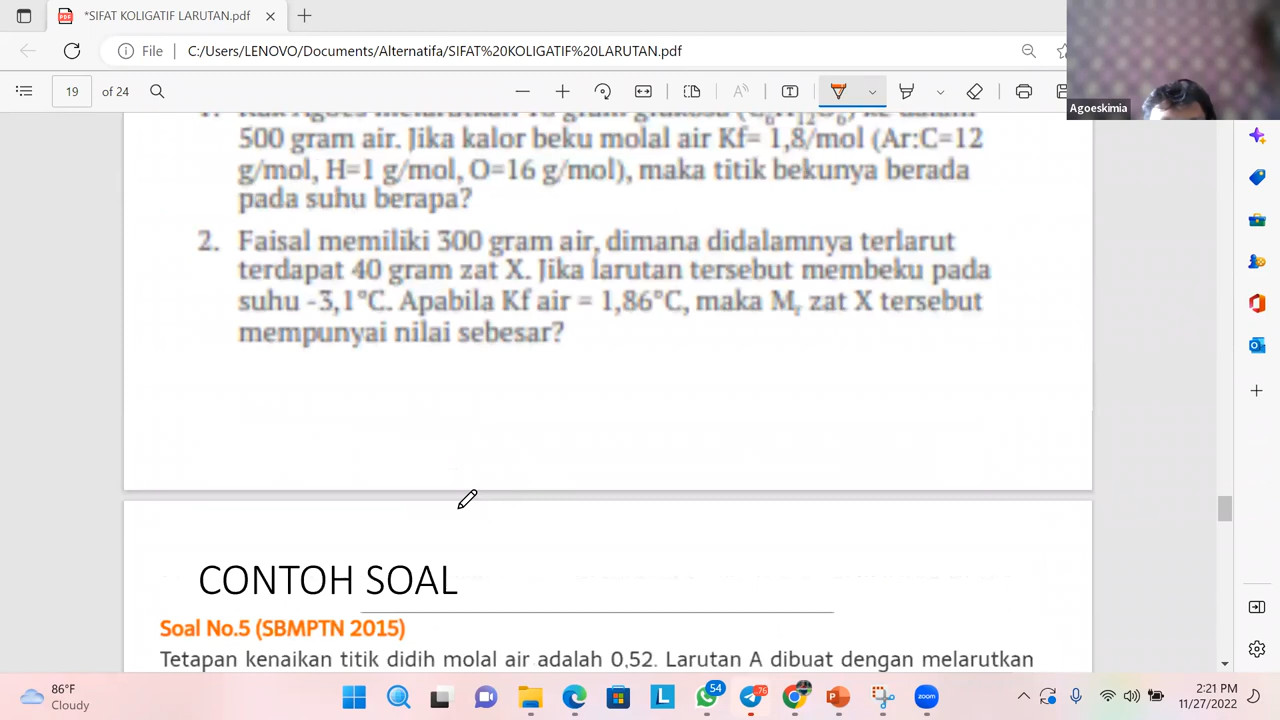 *SIFAT KOLIGATIF LARUTAN.pdf
File C:/Users/LENOVO/Documents/Alternatifa/SIFAT%20KOLIGATIF%20LARUTAN.pdf
19 of 24
Agoeskimia
500 gram air. Jika kalor beku molal air Kf= 1,8/mol (Ar:C=12
g/mol, H=1 g/mol, O=16 g/mol), maka titik bekunya berada
pada suhu berapa?
2. Faisal memiliki 300 gram air, dimana didalamnya terlarut
terdapat 40 gram zat X. Jika larutan tersebut membeku pada
suhu -3,1°C. Apabila Kf air = 1,86°C, maka Mr zat X tersebut
mempunyai nilai sebesar?
CONTOH SOAL
Soal No.5 (SBMPTN 2015)
Tetapan kenaikan titik didih molal air adalah 0,52. Larutan A dibuat dengan melarutkan
86°F
Cloudy
54
76
zoom
2:21 PM
11/27/2022